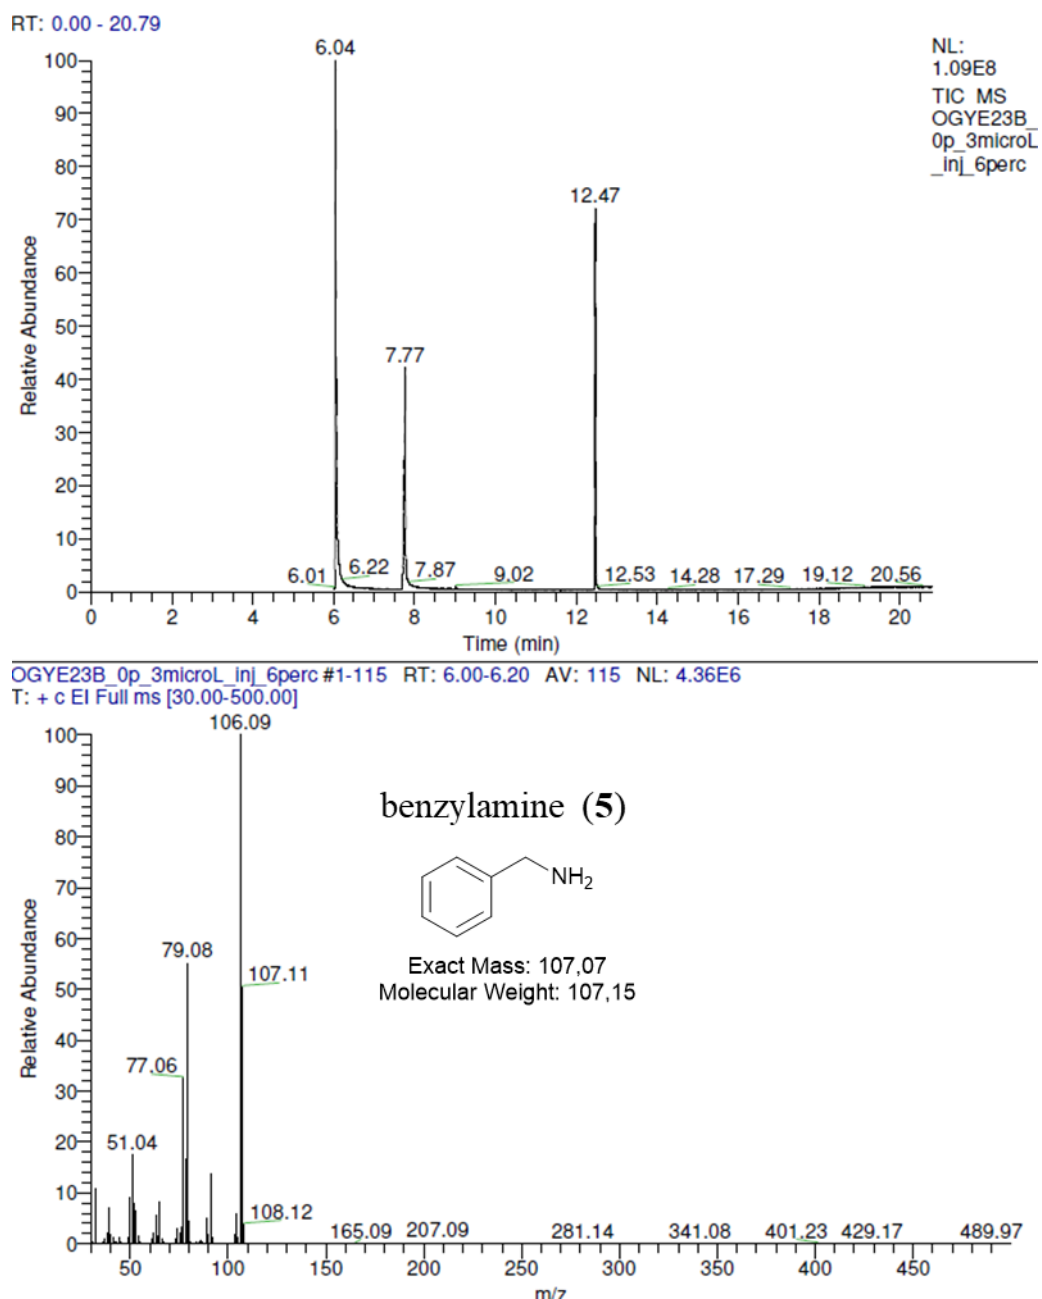 RT: 0.00 - 20.79
NL:
1.09E8
TIC MS
OGYE23B_
0p_3microL
_inj_6perc
6.04
100
90
80
70
60
50
40
30
20
10
0
Relative Abundance
12.47
7.77
6.01
6.22
7.87
9.02
12.53
14.28
17.29
19.12
20.56
0 2 4 6 8 10 12 14 16 18 20
Time (min)
OGYE23B_0p_3microL_inj_6perc #1-115 RT: 6.00-6.20 AV: 115 NL: 4.36E6
T: + c EI Full ms [30.00-500.00]
106.09
100
90
80
70
60
50
40
30
20
10
0
Relative Abundance
benzylamine (5)
NH2
Exact Mass: 107,07
Molecular Weight: 107,15
79.08
107.11
77.06
51.04
108.12
165.09
207.09
281.14
341.08
401.23
429.17
489.97
50 100 150 200 250 300 350 400 450
m/z